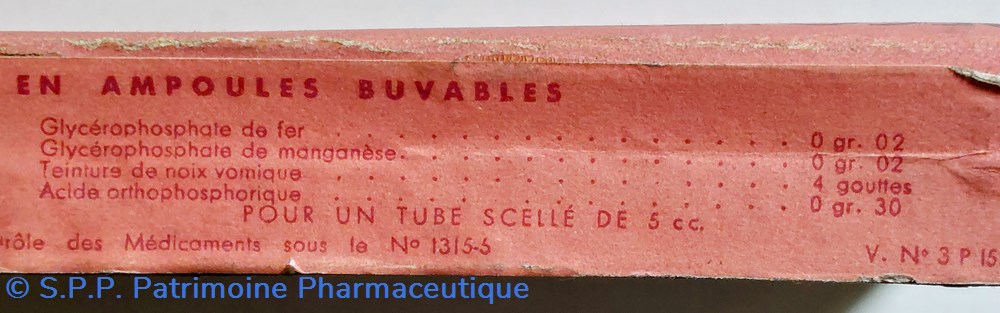 EN AMPOULES BUVABLES
Glycérophosphate de fer . . . . . . . . . . . . . . . . . 0 gr. 02
Glycérophosphate de manganèse. . . . . . . . . . . . . . 0 gr. 02
Teinture de noix vomique . . . . . . . . . . . . . . . . . 4 gouttes
Acide orthophosphorique . . . . . . . . . . . . . . . . . 0 gr. 30
POUR UN TUBE SCELLÉ DE 5 cc.
des Médicaments sous le No 1315-5 V. No 3 P 15
© S.P.P. Patrimoine Pharmaceutique